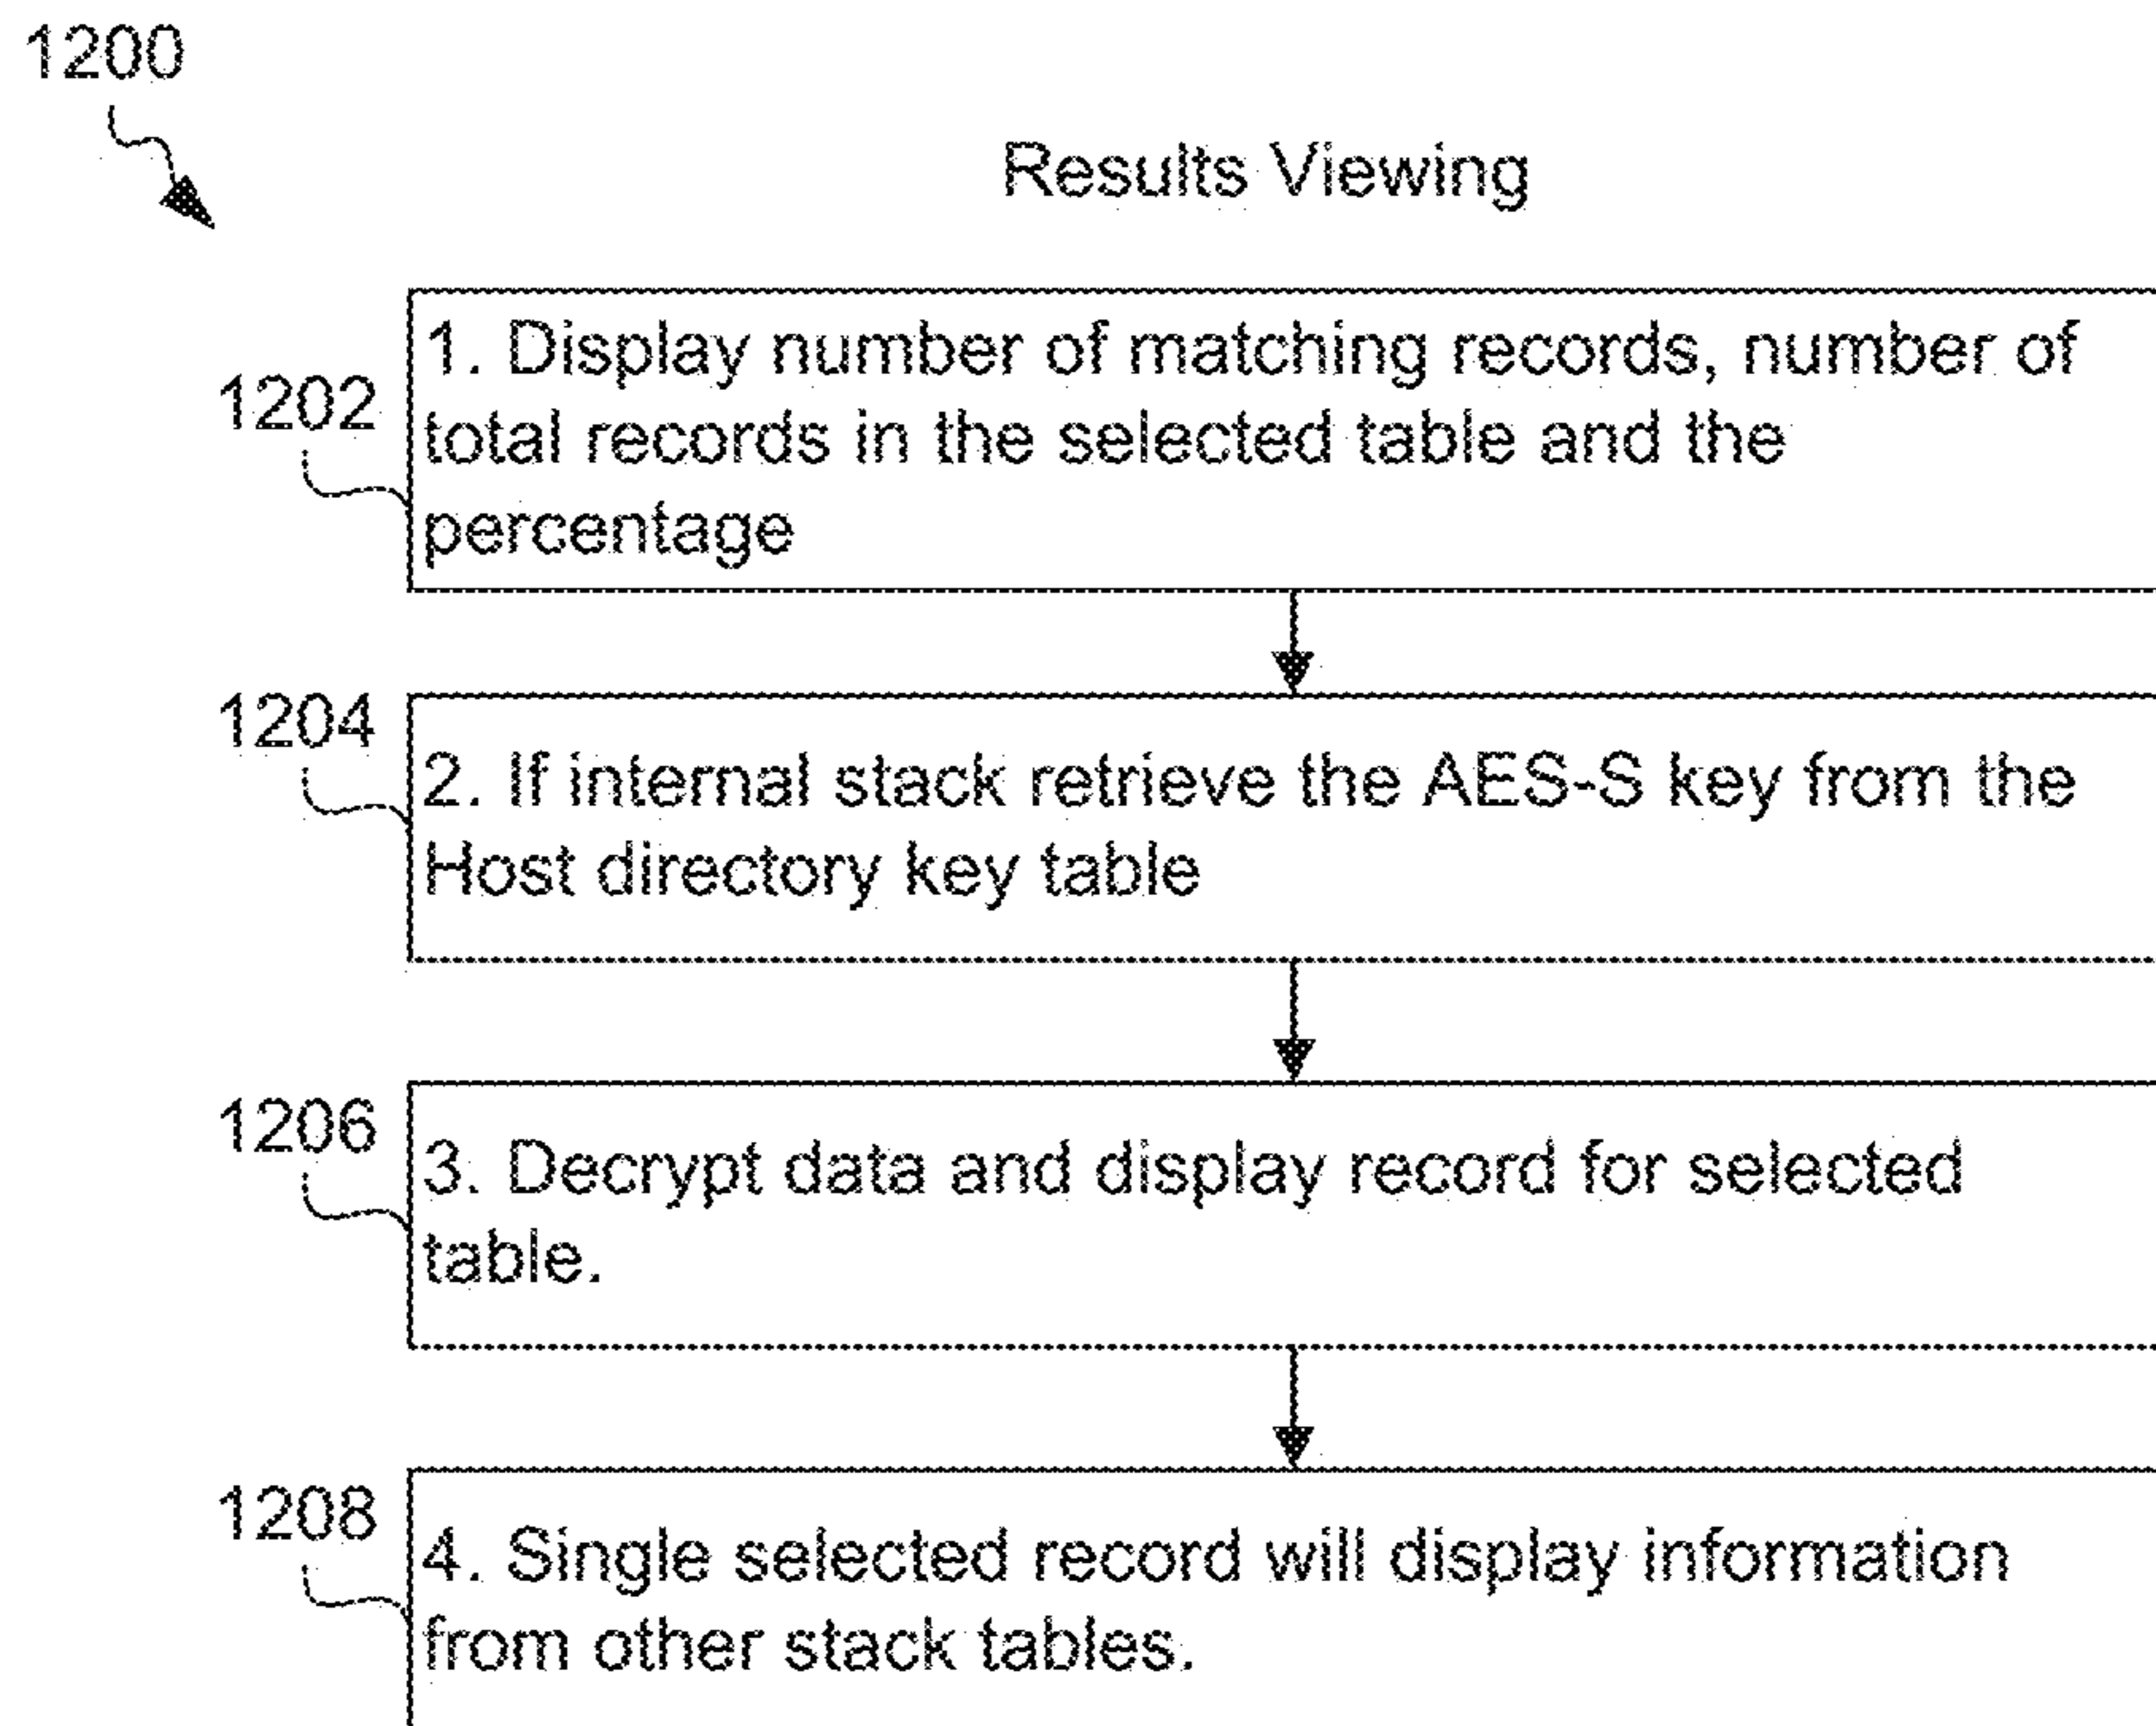 1200
Results Viewing
1202
1. Display number of matching records, number of
total records in the selected table and the
percentage
1204
2. If internal stack retrieve the AES-S key from the
Host directory key table
1206
3. Decrypt data and display record for selected
table.
1208
4. Single selected record will display information
from other stack tables.